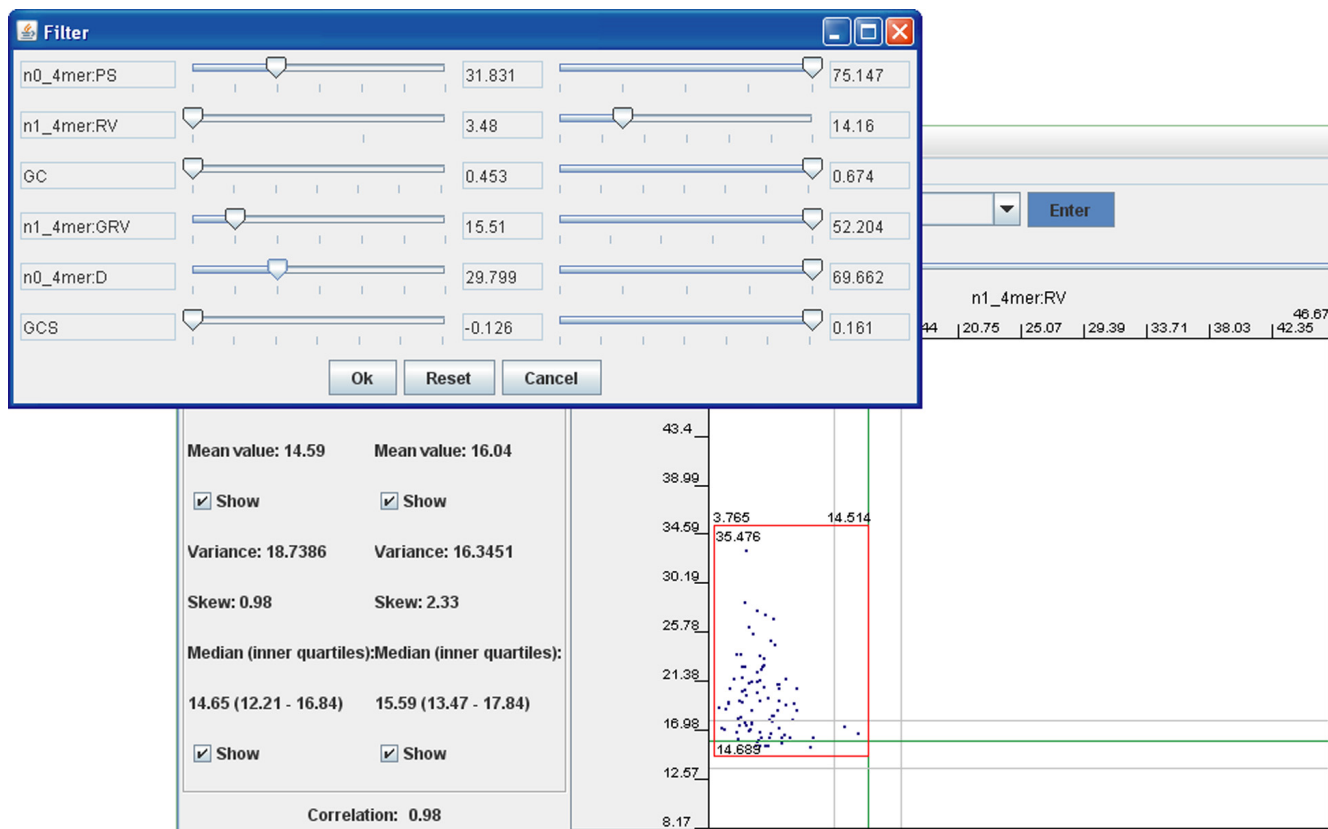 Filter
n0_4mer:PS 31.831 75.147
n1_4mer:RV 3.48 14.16
GC 0.453 0.674
n1_4mer:GRV 15.51 52.204
n0_4mer:D 29.799 69.662
GCS -0.126 0.161
Ok Reset Cancel
Enter
n1_4mer:RV
46.67
44 20.75 25.07 29.39 33.71 38.03 42.35
Mean value: 14.59 Mean value: 16.04
Show Show
Variance: 18.7386 Variance: 16.3451
Skew: 0.98 Skew: 2.33
Median (inner quartiles): Median (inner quartiles):
14.65 (12.21 - 16.84) 15.59 (13.47 - 17.84)
Show Show
Correlation: 0.98
43.4
38.99
34.59
30.19
25.78
21.38
16.98
12.57
8.17
3.765 14.514
35.476
14.689